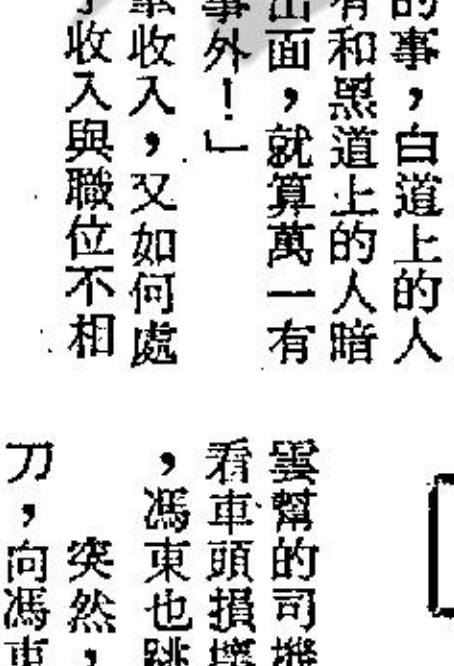 的事，白道上的人
有和黑道上的人暗
出面，就算萬一有
事外！」
收入，又如何處
收入與職位不相
雲幫的司機
看車頭損壞
，馮東也跳
突然，
刀，向馮東